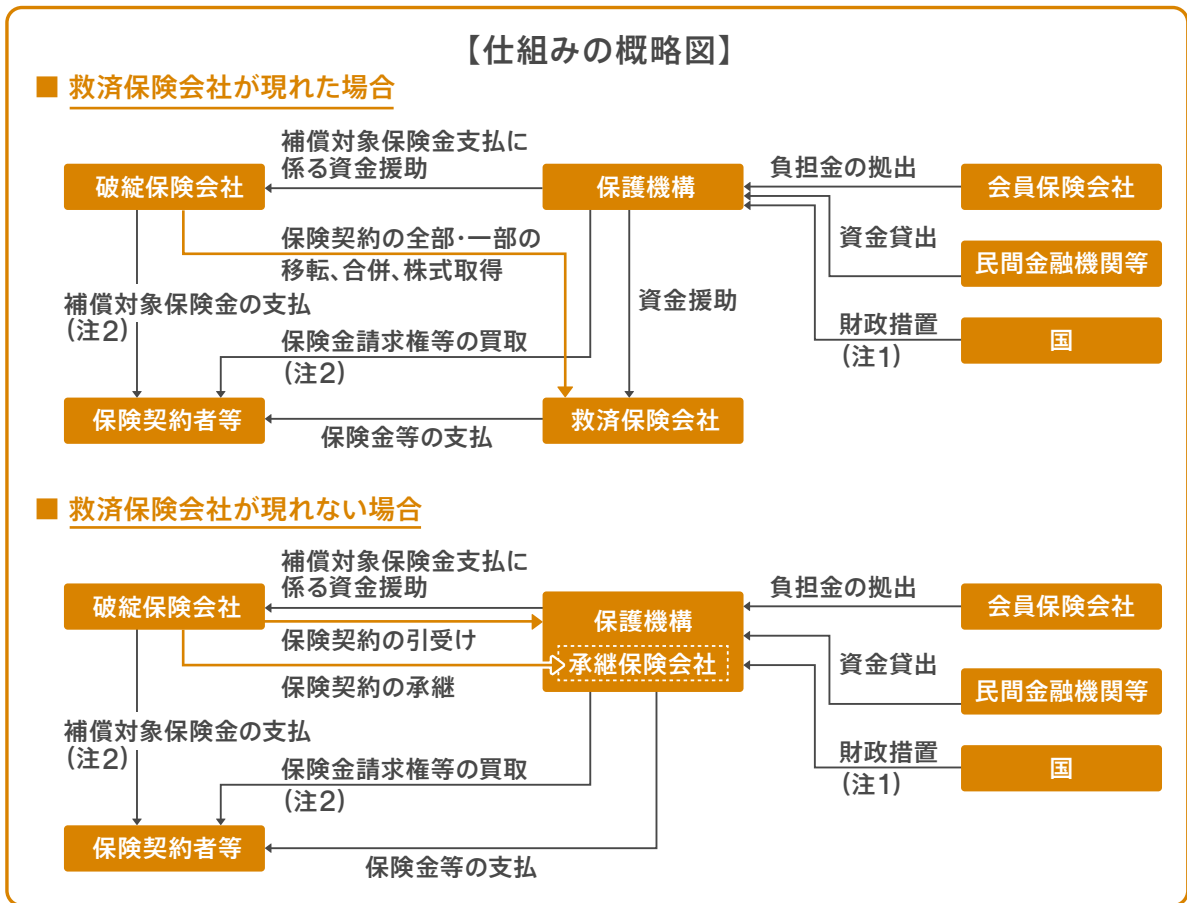 【仕組みの概略図】
■ 救済保険会社が現れた場合
補償対象保険金支払に
係る資金援助
破綻保険会社
保護機構
負担金の拠出
会員保険会社
保険契約の全部・一部の
移転、合併、株式取得
資金貸出
民間金融機関等
補償対象保険金の支払
(注2)
資金援助
財政措置
(注1)
国
保険金請求権等の買取
(注2)
保険契約者等
救済保険会社
保険金等の支払
■ 救済保険会社が現れない場合
補償対象保険金支払に
係る資金援助
破綻保険会社
保護機構
承継保険会社
負担金の拠出
会員保険会社
保険契約の引受け
保険契約の承継
資金貸出
民間金融機関等
補償対象保険金の支払
(注2)
財政措置
(注1)
国
保険金請求権等の買取
(注2)
保険契約者等
保険金等の支払